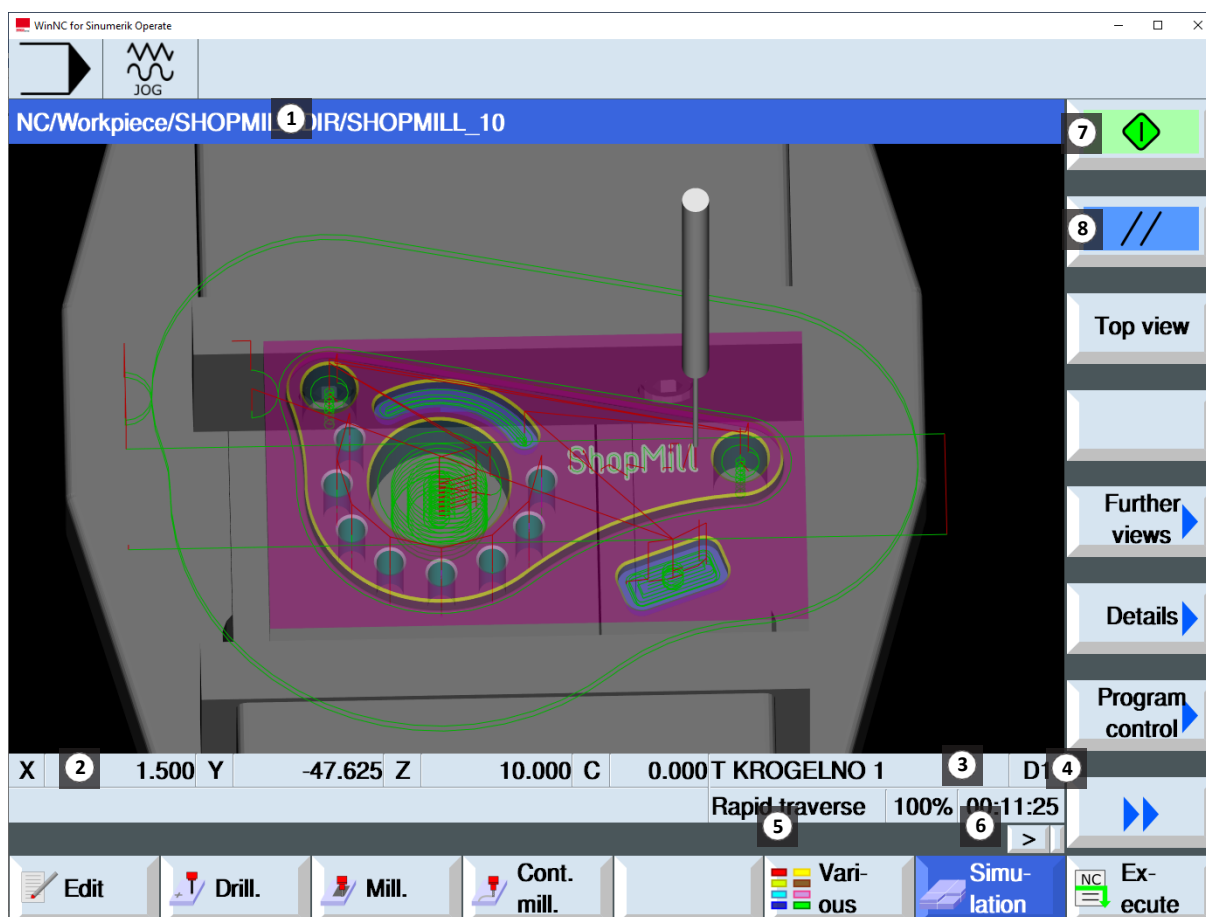 WinNC for Sinumerik Operate
JOG
NC/Workpiece/SHOPMILL.DIR/SHOPMILL_10
1
7
8
Top view
ShopMill
Further
views
Details
Program
control
X 2 1.500 Y -47.625 Z 10.000 C 0.000 T KROGELNO 1 3 D1 4
Rapid traverse 100% 00:11:25
5 6 >
Edit
Drill.
Mill.
Cont.
mill.
Vari-
ous
Simu-
lation
NC
Ex-
ecute